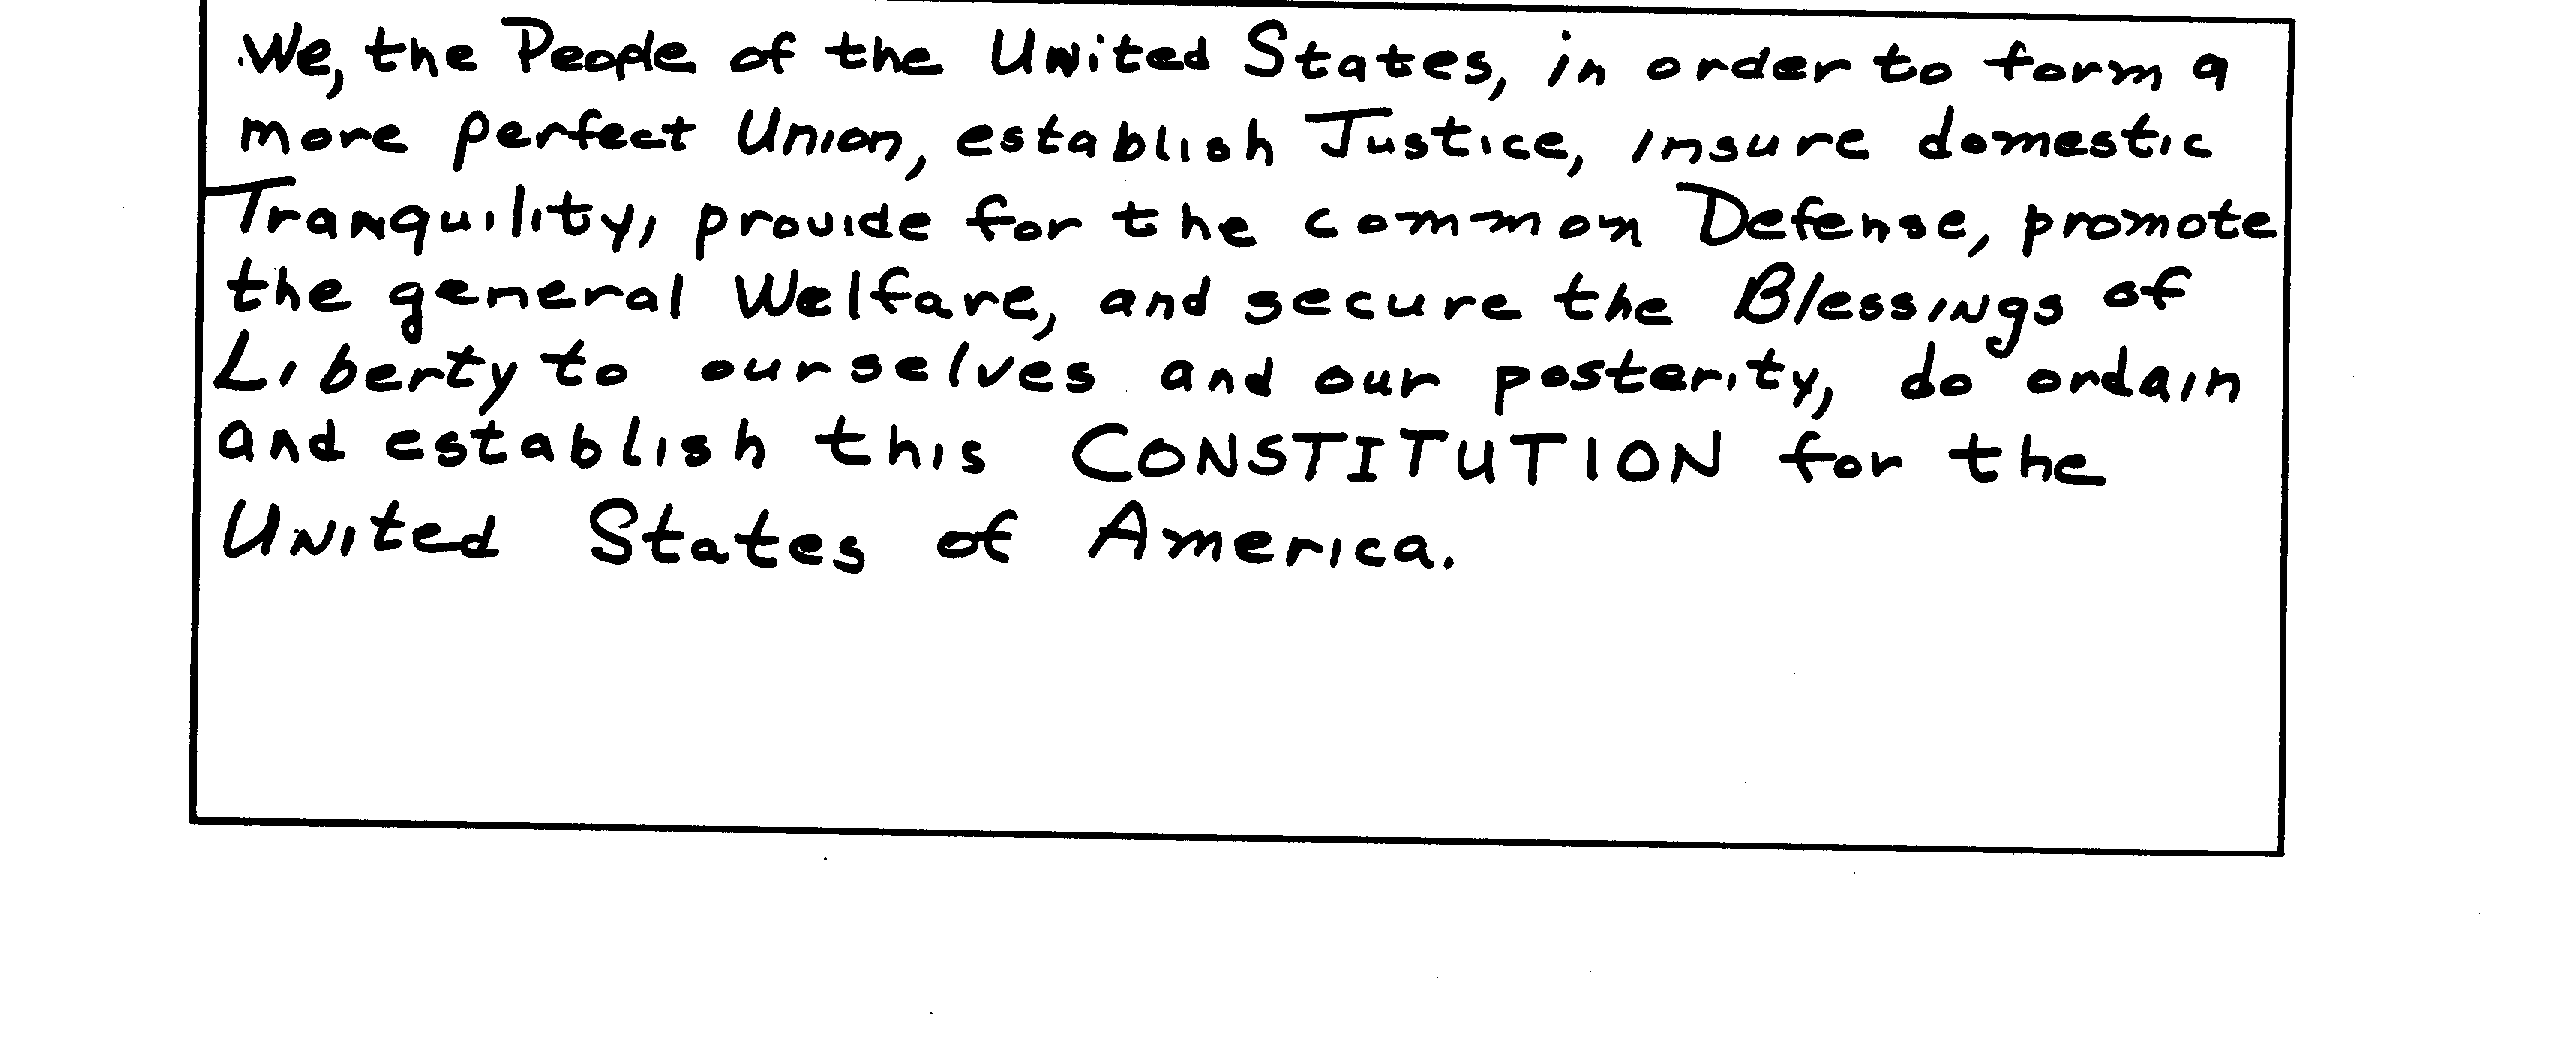 We, the People of the United States, in order to form a
more perfect Union, establish Justice, insure domestic
Tranquility, provide for the common Defense, promote
the general Welfare, and secure the Blessings of
Liberty to ourselves and our posterity, do ordain
and establish this CONSTITUTION for the
United States of America.